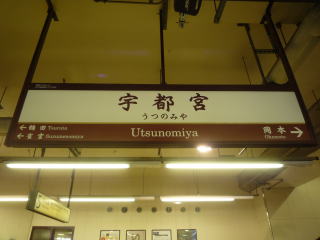 宇都宮
うつのみや
Utsunomiya
← 鶴田 Tsuruta
← 雀宮 Suzumenomiya
岡本 →
Okamoto